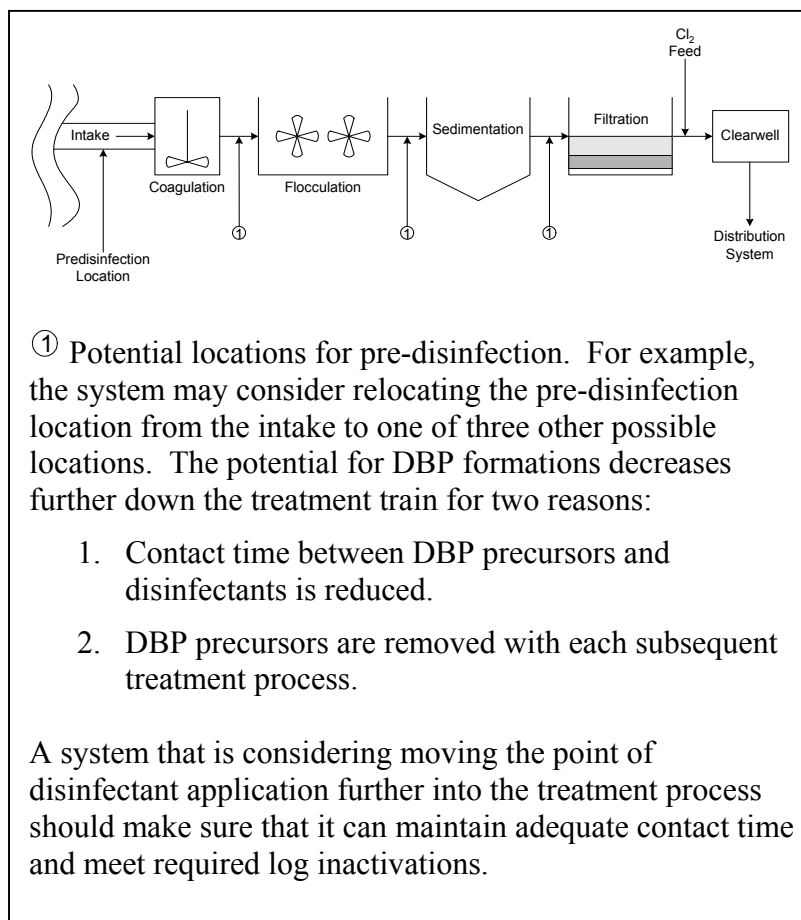 Cl2
Feed
Intake
Coagulation
Flocculation
Sedimentation
Filtration
Clearwell
1
1
1
Predisinfection
Location
Distribution
System
① Potential locations for pre-disinfection. For example,
the system may consider relocating the pre-disinfection
location from the intake to one of three other possible
locations. The potential for DBP formations decreases
further down the treatment train for two reasons:
1. Contact time between DBP precursors and
disinfectants is reduced.
2. DBP precursors are removed with each subsequent
treatment process.
A system that is considering moving the point of
disinfectant application further into the treatment process
should make sure that it can maintain adequate contact time
and meet required log inactivations.